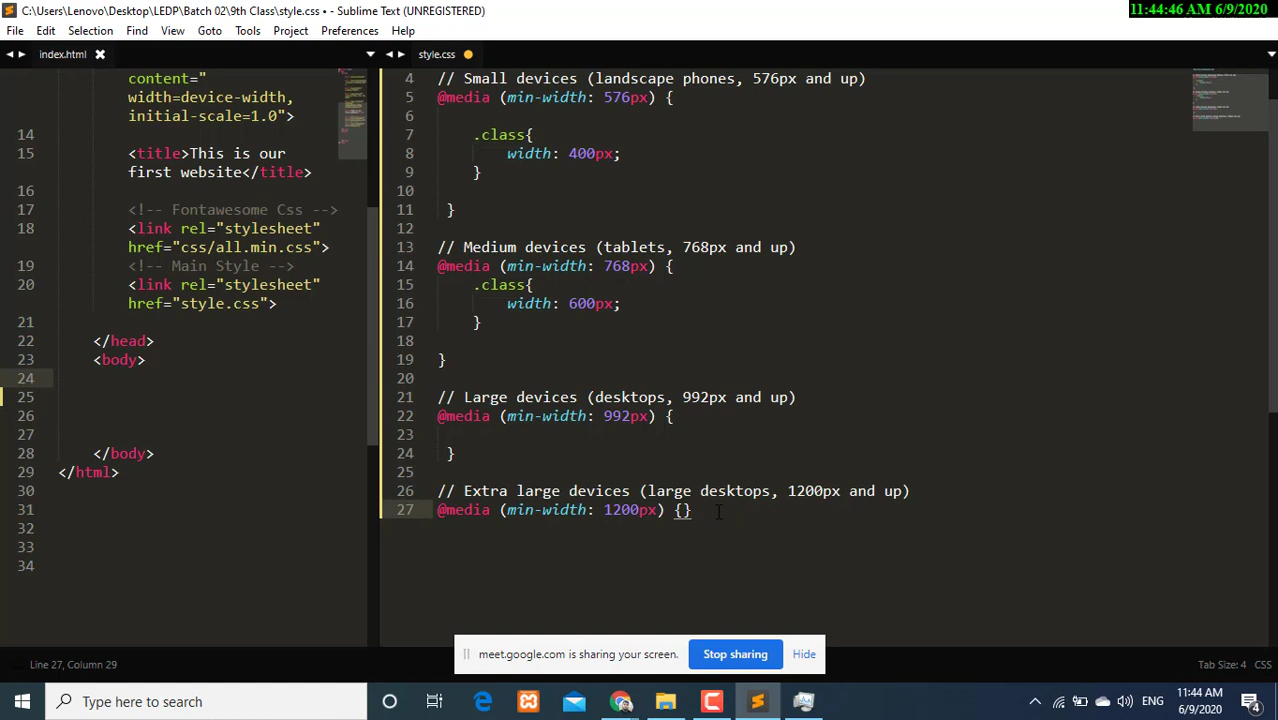 C:\Users\Lenovo\Desktop\LEDP\Batch 02\9th Class\style.css • - Sublime Text (UNREGISTERED)
11:44:46 AM 6/9/2020
File Edit Selection Find View Goto Tools Project Preferences Help
index.html
style.css
content="
width=device-width,
initial-scale=1.0">
14
15 <title>This is our
first website</title>
16
17 <!-- Fontawesome Css -->
18 <link rel="stylesheet"
href="css/all.min.css">
19 <!-- Main Style -->
20 <link rel="stylesheet"
href="style.css">
21
22 </head>
23 <body>
24
25
26
27
28 </body>
29 </html>
30
31
32
33
34
4 // Small devices (landscape phones, 576px and up)
5 @media (min-width: 576px) {
6
7 .class{
8 width: 400px;
9 }
10
11 }
12
13 // Medium devices (tablets, 768px and up)
14 @media (min-width: 768px) {
15 .class{
16 width: 600px;
17 }
18
19 }
20
21 // Large devices (desktops, 992px and up)
22 @media (min-width: 992px) {
23
24 }
25
26 // Extra large devices (large desktops, 1200px and up)
27 @media (min-width: 1200px) {}
meet.google.com is sharing your screen. Stop sharing Hide
Line 27, Column 29
Tab Size: 4 CSS
Type here to search
ENG
11:44 AM
6/9/2020
4